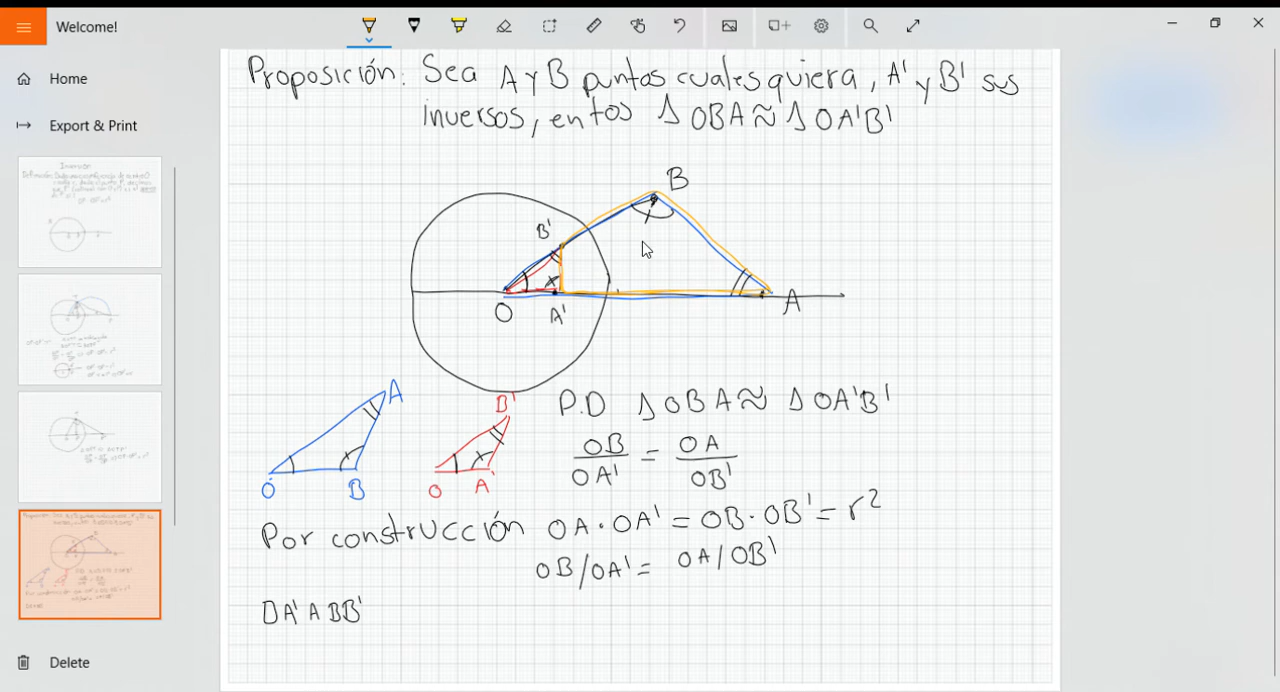 Welcome!
Home
Export & Print
Delete
Proposición: Sea A y B puntos cualesquiera, A' y B' sus
inversos, entos Δ OBA ≈ Δ OA'B'
B
B'
O
A'
A
x
x
A
B'
O
B
O
A'
P.D Δ OBA ≈ Δ OA'B'
OB/OA' = OA/OB'
Por construcción OA · OA' = OB · OB' = r²
OB/OA' = OA/OB'
□A'ABB'